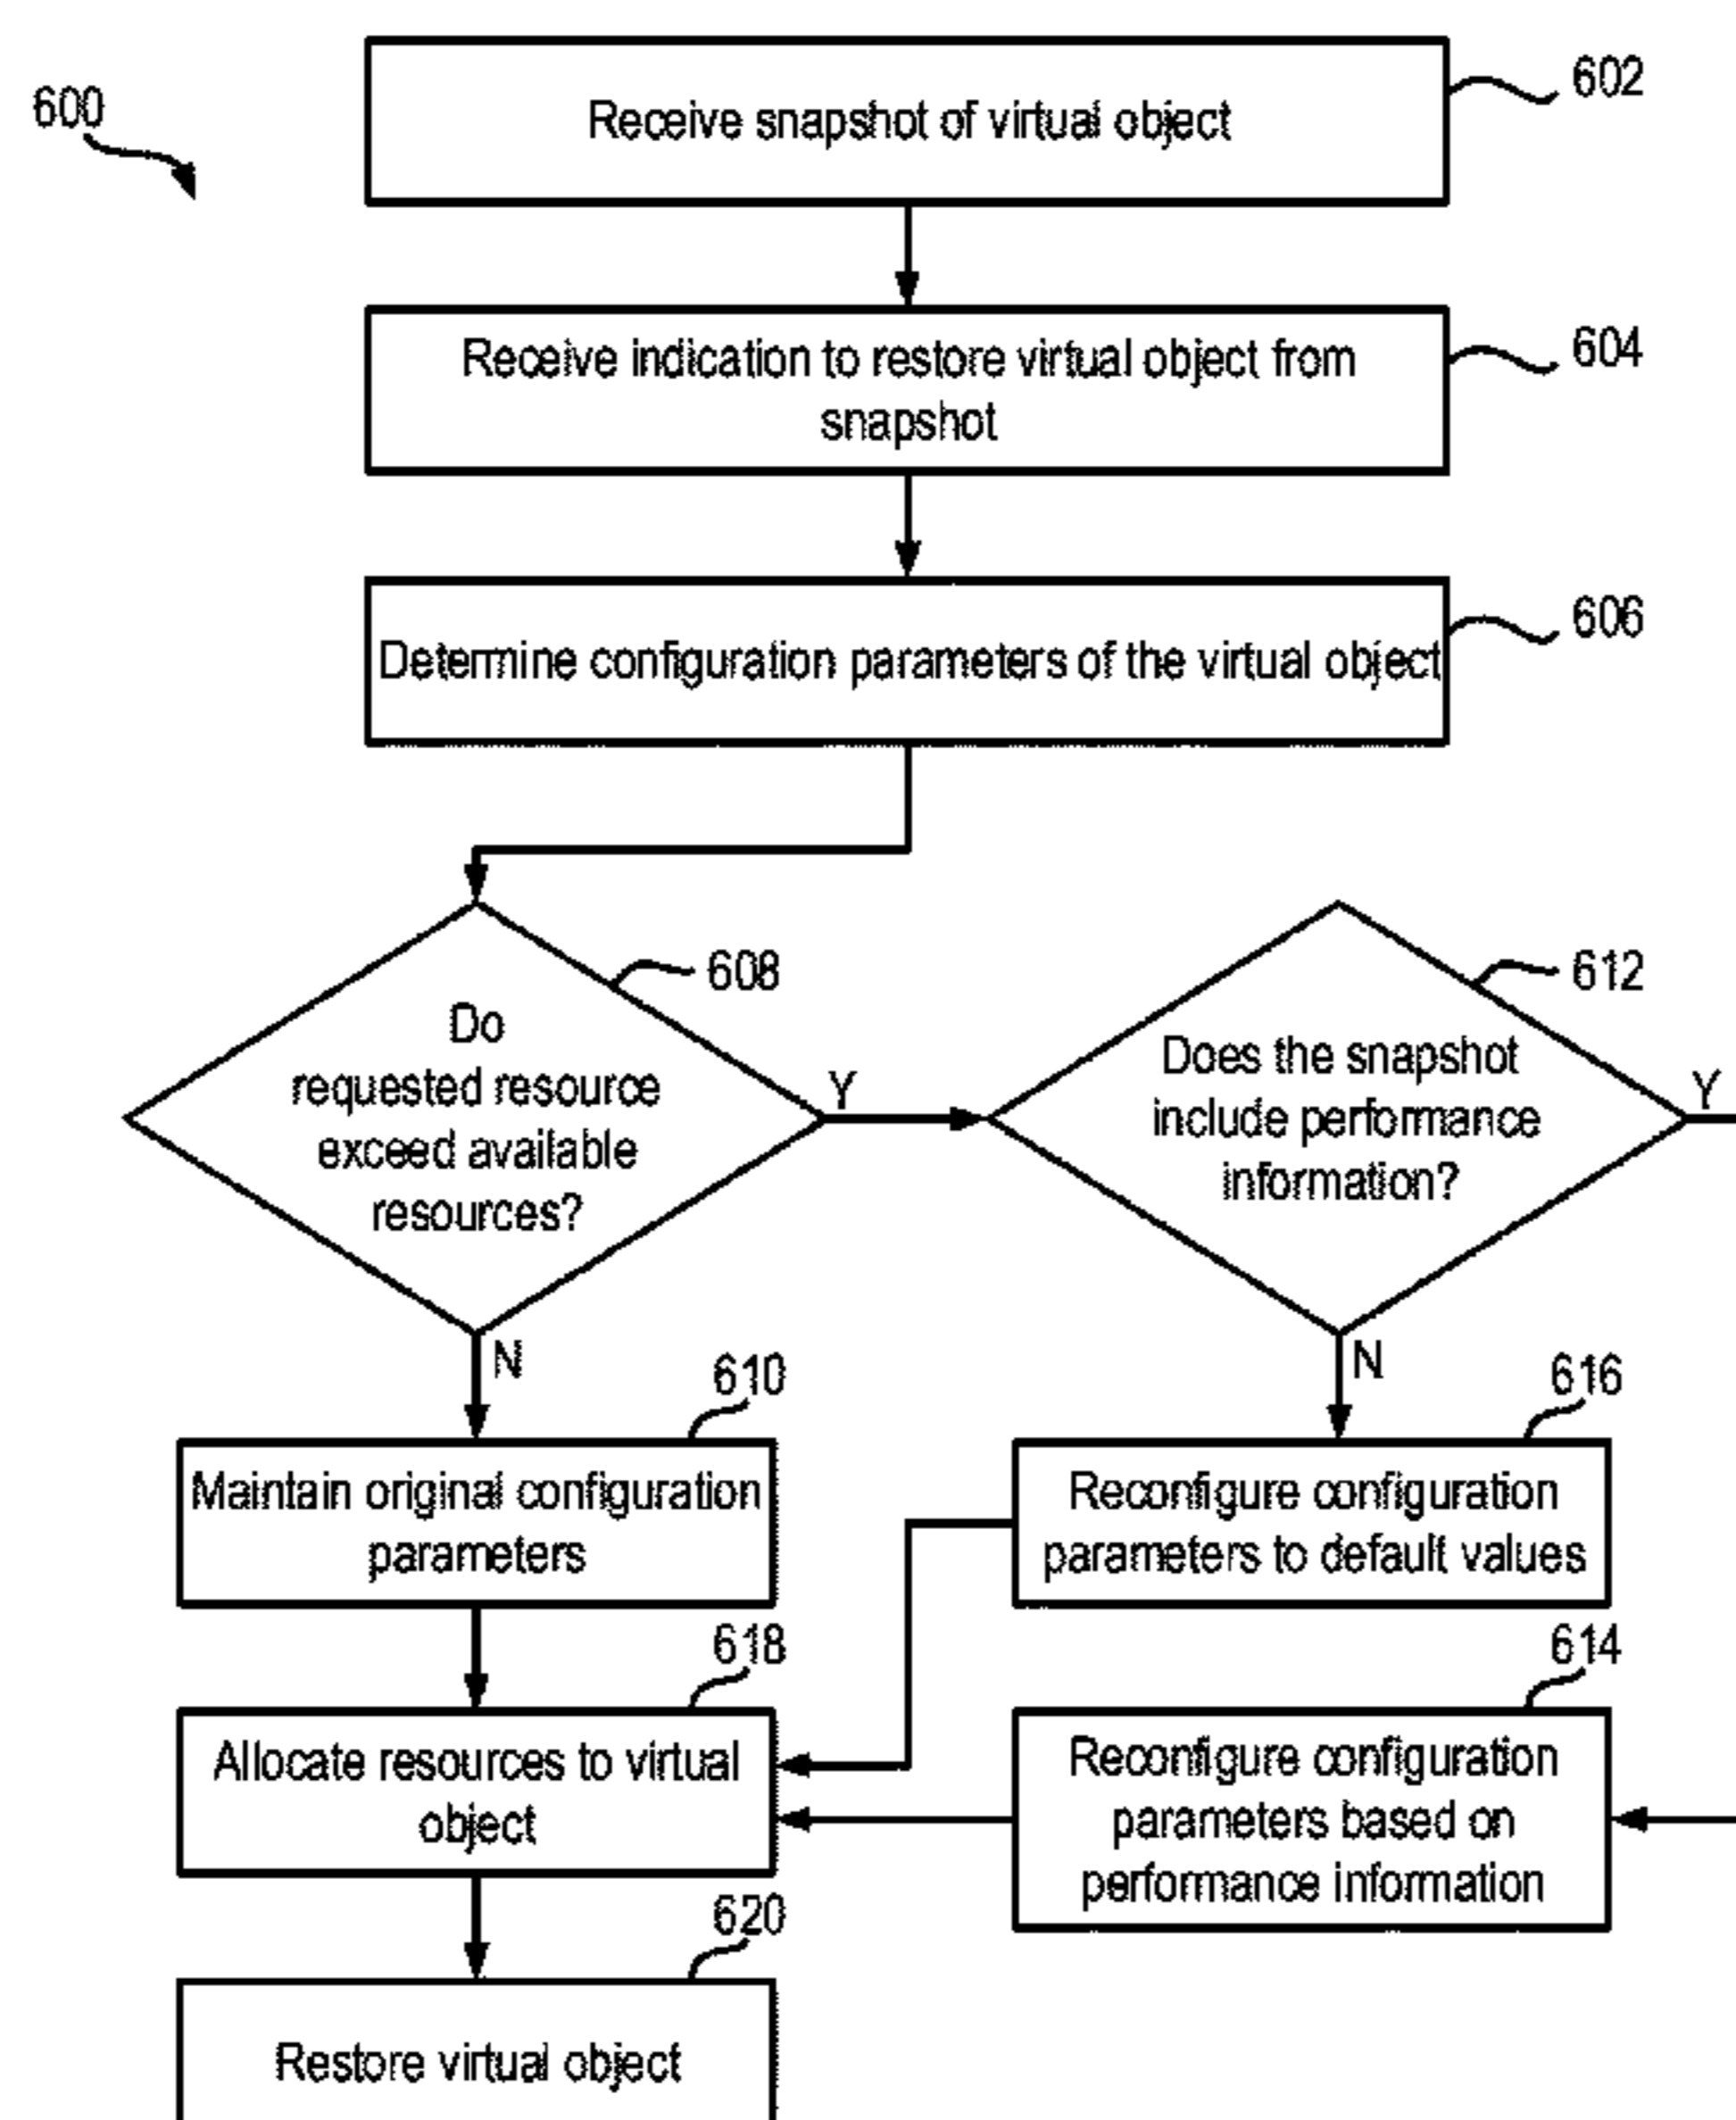 600
Receive snapshot of virtual object
602
Receive indication to restore virtual object from
snapshot
604
Determine configuration parameters of the virtual object
606
Do
requested resource
exceed available
resources?
608
Y
Does the snapshot
include performance
information?
612
Y
N
N
610
Maintain original configuration
parameters
616
Reconfigure configuration
parameters to default values
618
Allocate resources to virtual
object
614
Reconfigure configuration
parameters based on
performance information
620
Restore virtual object